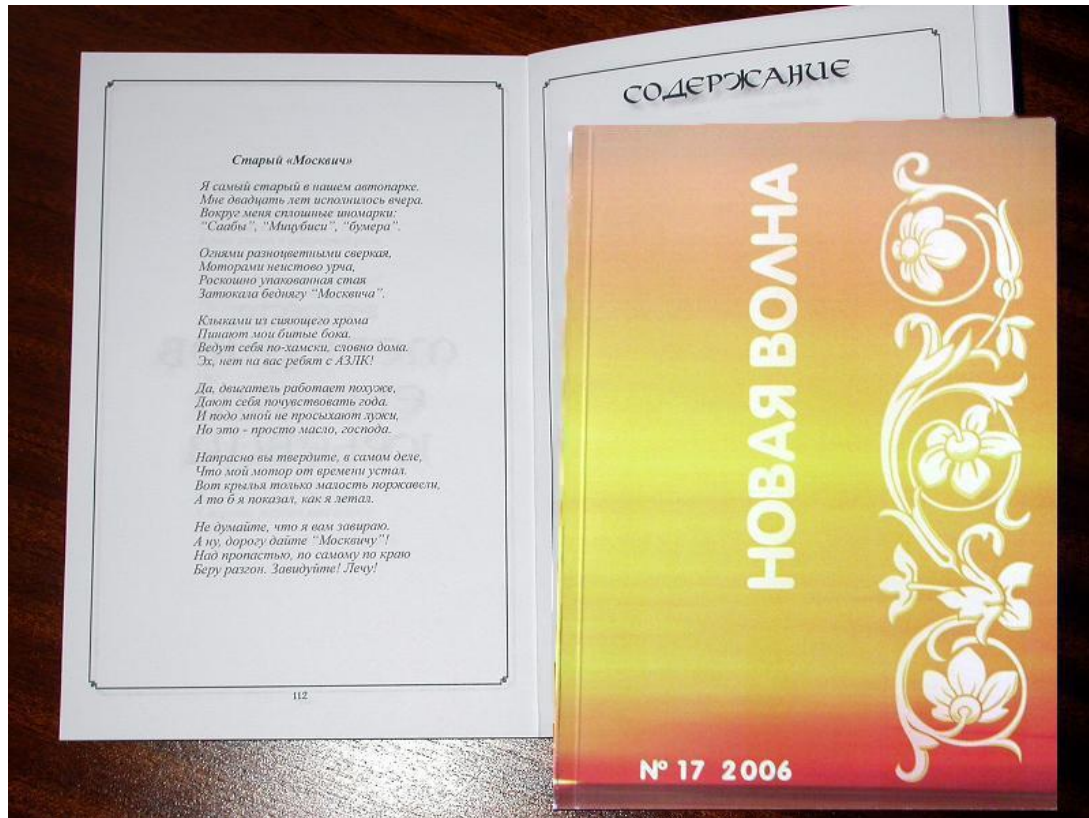 Старый «Москвич»
Я самый старый в нашем автопарке.
Мне двадцать лет исполнилось вчера.
Вокруг меня сплошные иномарки:
“Саабы”, “Мицубиси”, “бумера”.
Огнями разноцветными сверкая,
Моторами неистово урча,
Роскошно упакованная стая
Затюкала беднягу “Москвича”.
Клыками из сияющего хрома
Пинают мои битые бока.
Ведут себя по-хамски, словно дома.
Эх, нет на вас ребят с АЗЛК!
Да, двигатель работает похуже,
Дают себя почувствовать года.
И подо мной не просыхают лужи,
Но это - просто масло, господа.
Напрасно вы твердите, в самом деле,
Что мой мотор от времени устал.
Вот крылья только малость поржавели,
А то б я показал, как я летал.
Не думайте, что я вам завираю.
А ну, дорогу дайте “Москвичу”!
Над пропастью, по самому по краю
Беру разгон. Завидуйте! Лечу!
112
СОДЕРЖАНИЕ
НОВАЯ ВОЛНА
№ 17 2006